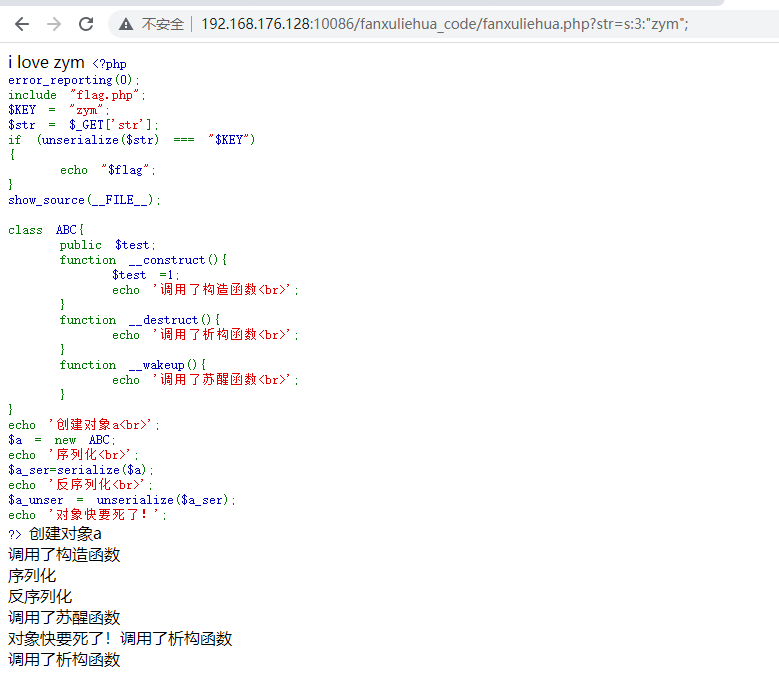 不安全 192.168.176.128:10086/fanxuliehua_code/fanxuliehua.php?str=s:3:"zym";
i love zym <?php
error_reporting(0);
include "flag.php";
$KEY = "zym";
$str = $_GET['str'];
if (unserialize($str) === "$KEY")
{
echo "$flag";
}
show_source(__FILE__);
class ABC{
public $test;
function __construct(){
$test =1;
echo '调用了构造函数<br>';
}
function __destruct(){
echo '调用了析构函数<br>';
}
function __wakeup(){
echo '调用了苏醒函数<br>';
}
}
echo '创建对象a<br>';
$a = new ABC;
echo '序列化<br>';
$a_ser=serialize($a);
echo '反序列化<br>';
$a_unser = unserialize($a_ser);
echo '对象快要死了！';
?> 创建对象a
调用了构造函数
序列化
反序列化
调用了苏醒函数
对象快要死了！调用了析构函数
调用了析构函数